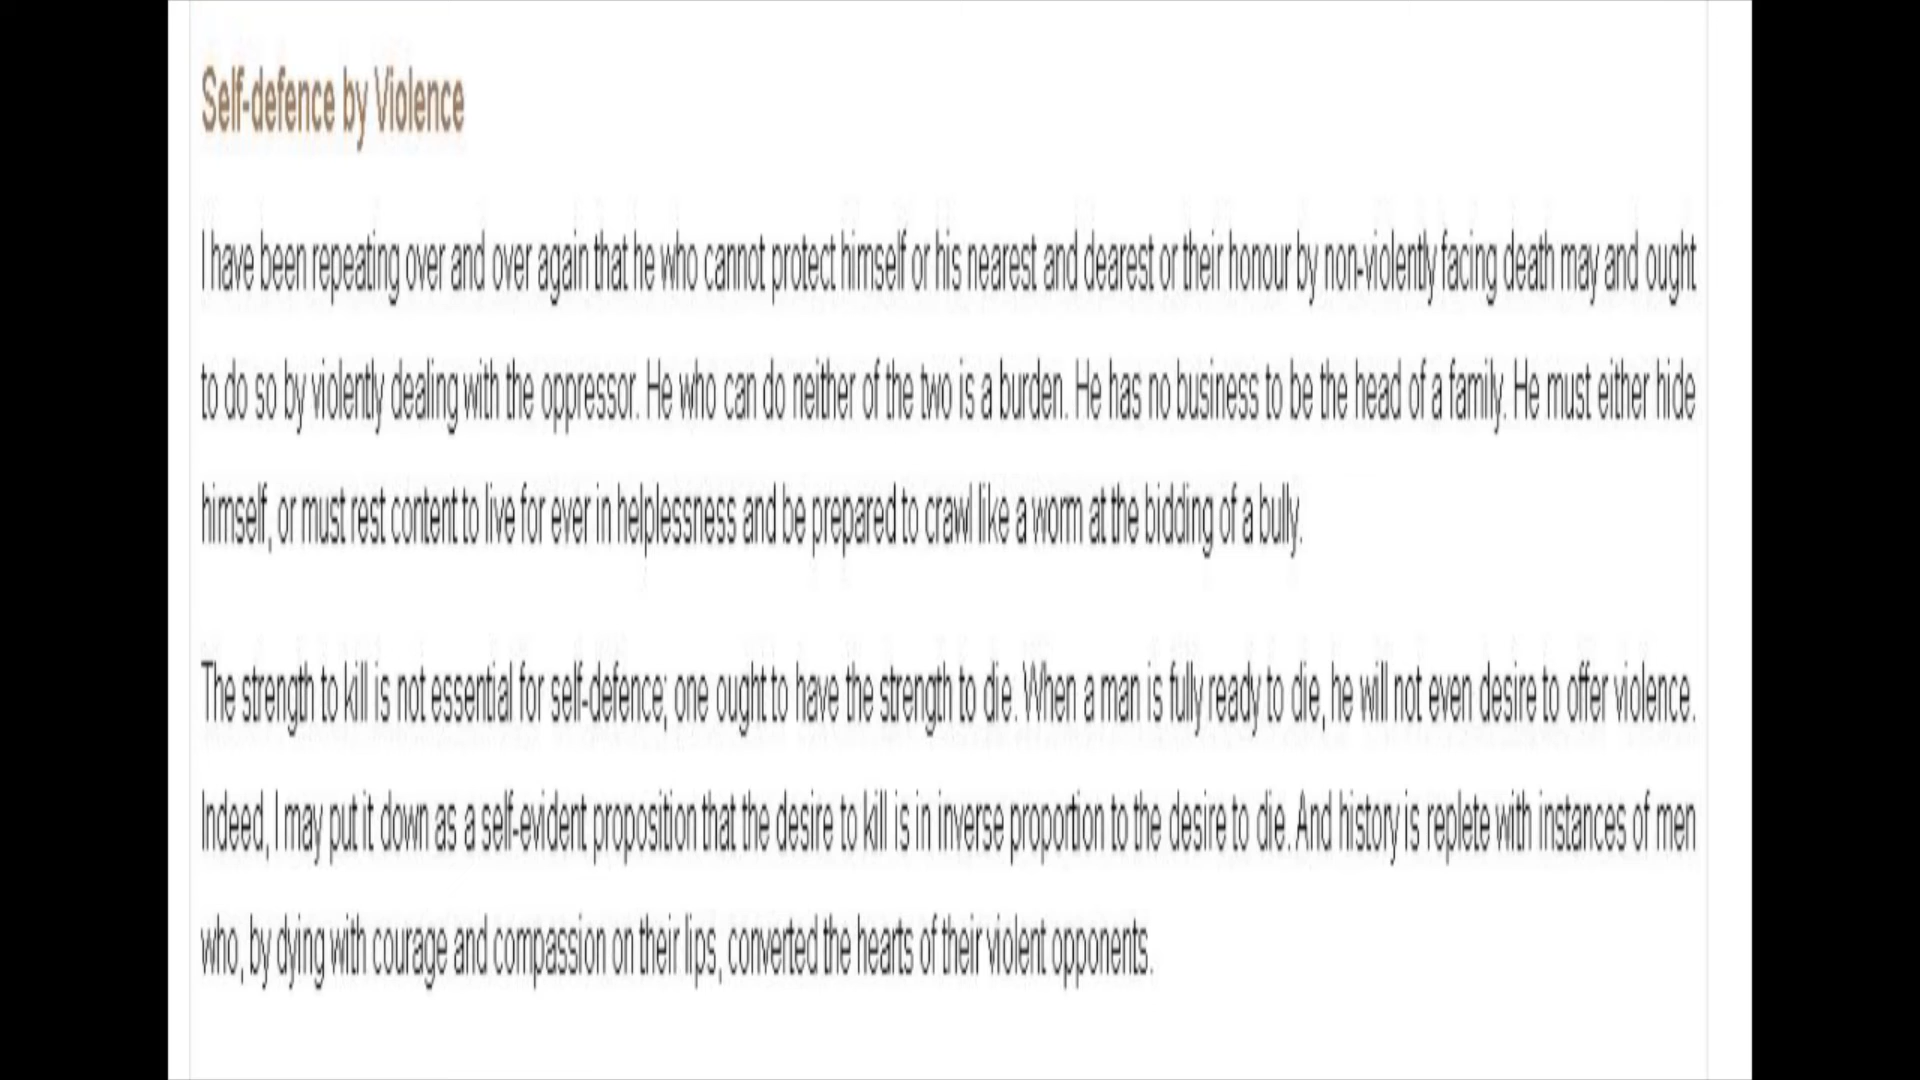 Self-defence by Violence
I have been repeating over and over again that he who cannot protect himself or his nearest and dearest or their honour by non-violently facing death may and ought
to do so by violently dealing with the oppressor. He who can do neither of the two is a burden. He has no business to be the head of a family. He must either hide
himself, or must rest content to live for ever in helplessness and be prepared to crawl like a worm at the bidding of a bully.
The strength to kill is not essential for self-defence; one ought to have the strength to die. When a man is fully ready to die, he will not even desire to offer violence.
Indeed, I may put it down as a self-evident proposition that the desire to kill is in inverse proportion to the desire to die. And history is replete with instances of men
who, by dying with courage and compassion on their lips, converted the hearts of their violent opponents.